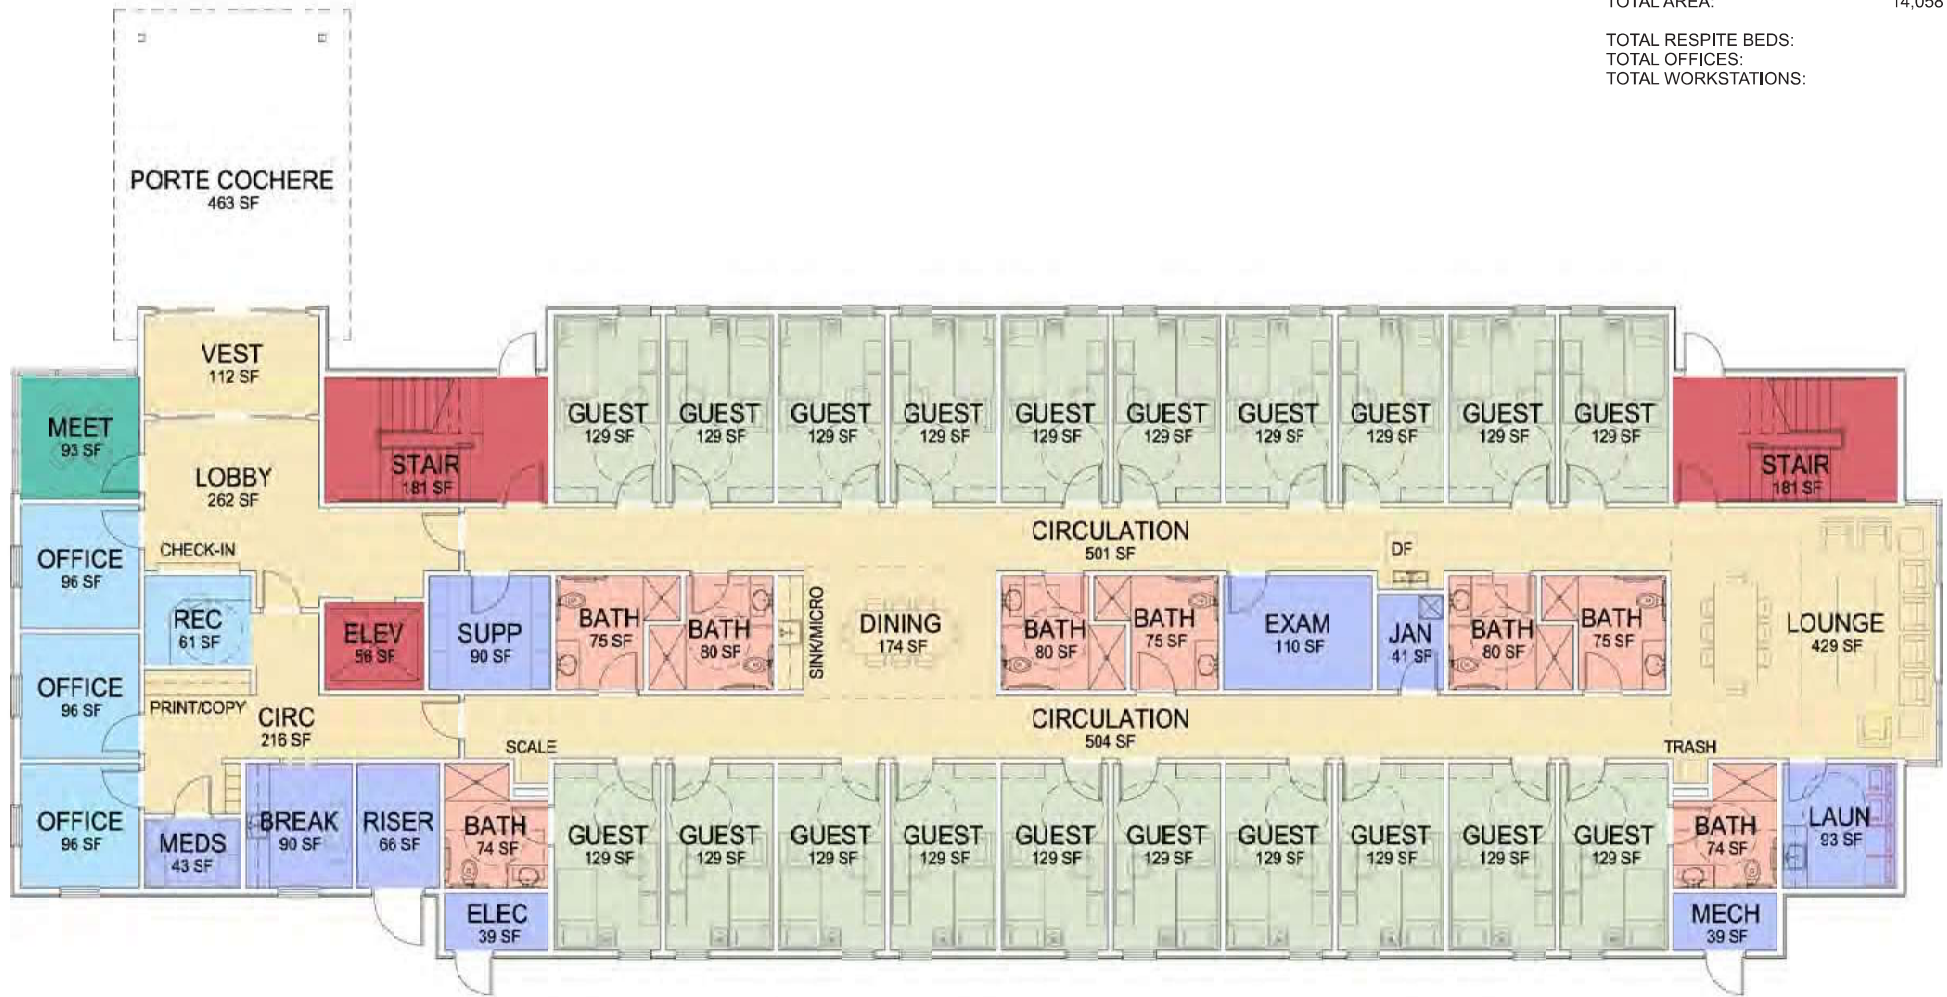 TOTAL AREA: 14,058
TOTAL RESPITE BEDS:
TOTAL OFFICES:
TOTAL WORKSTATIONS:
PORTE COCHERE
463 SF
VEST
112 SF
MEET
93 SF
LOBBY
262 SF
STAIR
181 SF
GUEST
129 SF
GUEST
129 SF
GUEST
129 SF
GUEST
129 SF
GUEST
129 SF
GUEST
129 SF
GUEST
129 SF
GUEST
129 SF
GUEST
129 SF
GUEST
129 SF
STAIR
181 SF
OFFICE
96 SF
CHECK-IN
CIRCULATION
501 SF
DF
REC
61 SF
ELEV
56 SF
SUPP
90 SF
BATH
75 SF
BATH
80 SF
SINK/MICRO
DINING
174 SF
BATH
80 SF
BATH
75 SF
EXAM
110 SF
JAN
41 SF
BATH
80 SF
BATH
75 SF
LOUNGE
429 SF
OFFICE
96 SF
PRINT/COPY
CIRC
216 SF
SCALE
CIRCULATION
504 SF
TRASH
OFFICE
96 SF
MEDS
43 SF
BREAK
90 SF
RISER
66 SF
BATH
74 SF
GUEST
129 SF
GUEST
129 SF
GUEST
129 SF
GUEST
129 SF
GUEST
129 SF
GUEST
129 SF
GUEST
129 SF
GUEST
129 SF
GUEST
129 SF
GUEST
129 SF
BATH
74 SF
LAUN
93 SF
ELEC
39 SF
MECH
39 SF